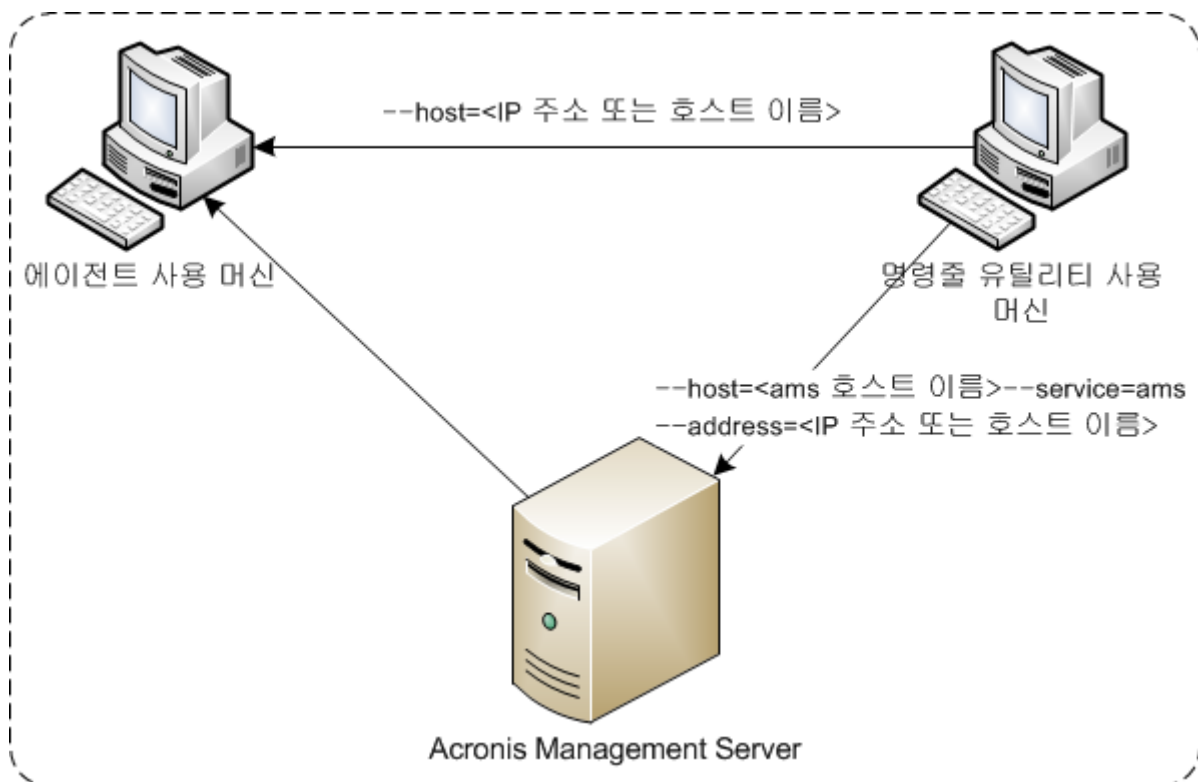 --host=<IP 주소 또는 호스트 이름>
에이전트 사용 머신
명령줄 유틸리티 사용
머신
--host=<ams 호스트 이름>--service=ams
--address=<IP 주소 또는 호스트 이름>
Acronis Management Server